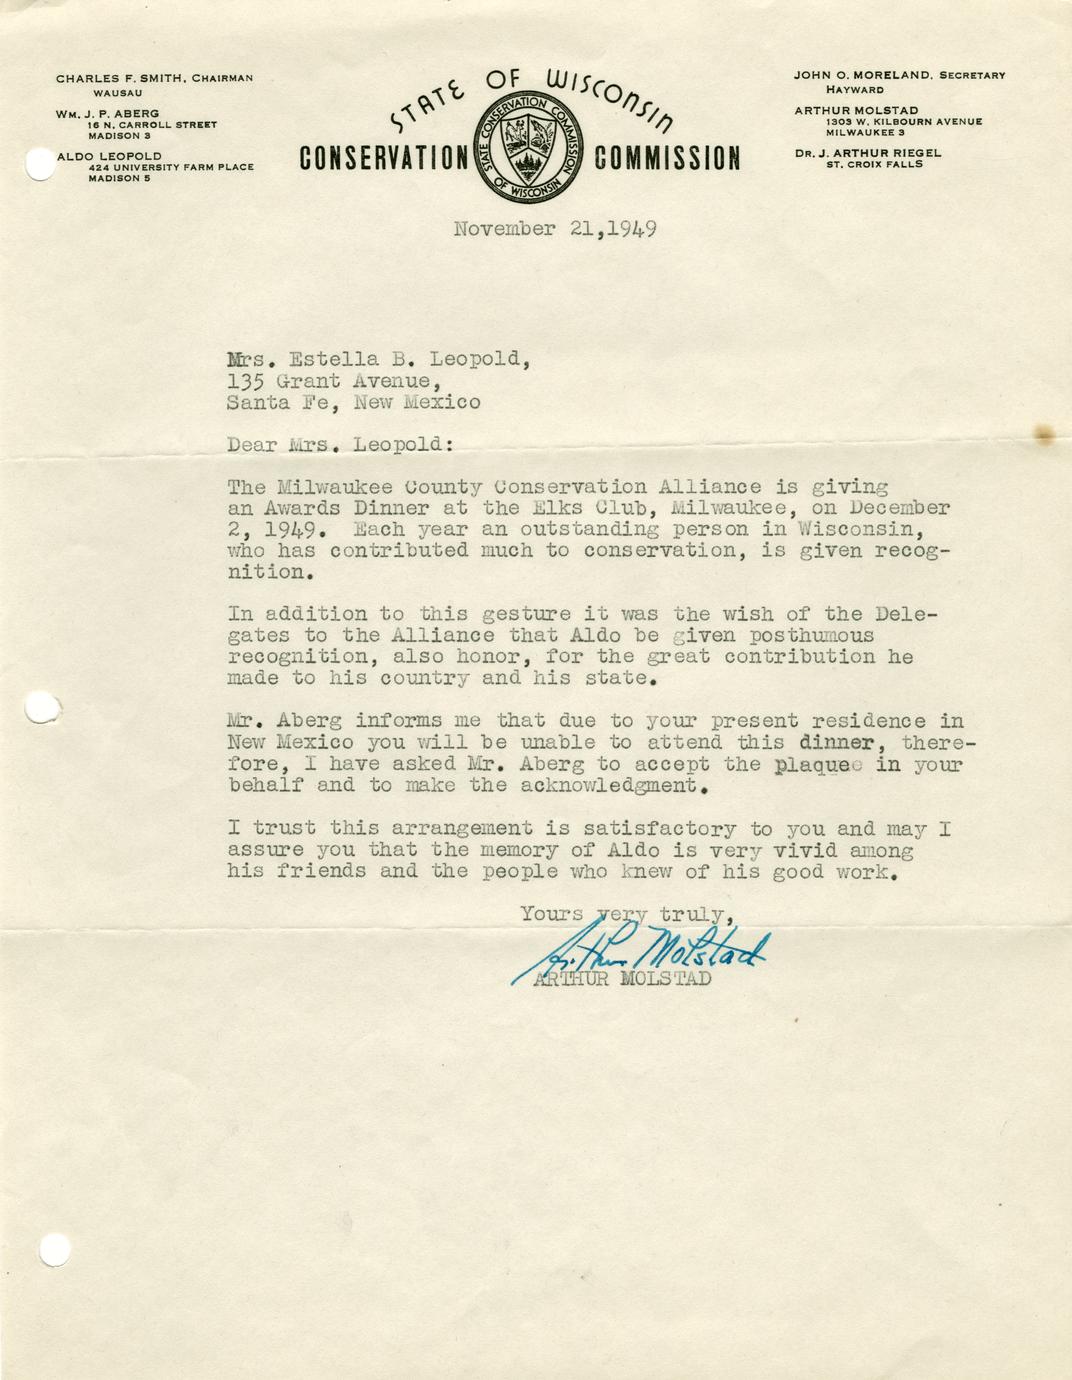 CHARLES F. SMITH, CHAIRMAN
WAUSAU
WM. J. P. ABERG
16 N. CARROLL STREET
MADISON 3
ALDO LEOPOLD
424 UNIVERSITY FARM PLACE
MADISON 5
STATE OF WISCONSIN
CONSERVATION COMMISSION
STATE CONSERVATION COMMISSION
OF WISCONSIN
JOHN O. MORELAND, SECRETARY
HAYWARD
ARTHUR MOLSTAD
1303 W. KILBOURN AVENUE
MILWAUKEE 3
DR. J. ARTHUR RIEGEL
ST. CROIX FALLS
November 21,1949
Mrs. Estella B. Leopold,
135 Grant Avenue,
Santa Fe, New Mexico
Dear Mrs. Leopold:
The Milwaukee County Conservation Alliance is giving
an Awards Dinner at the Elks Club, Milwaukee, on December
2, 1949.  Each year an outstanding person in Wisconsin,
who has contributed much to conservation, is given recog-
nition.
In addition to this gesture it was the wish of the Dele-
gates to the Alliance that Aldo be given posthumous
recognition, also honor, for the great contribution he
made to his country and his state.
Mr. Aberg informs me that due to your present residence in
New Mexico you will be unable to attend this dinner, there-
fore, I have asked Mr. Aberg to accept the plaque in your
behalf and to make the acknowledgment.
I trust this arrangement is satisfactory to you and may I
assure you that the memory of Aldo is very vivid among
his friends and the people who knew of his good work.
Yours very truly,
Arthur Molstad
ARTHUR MOLSTAD